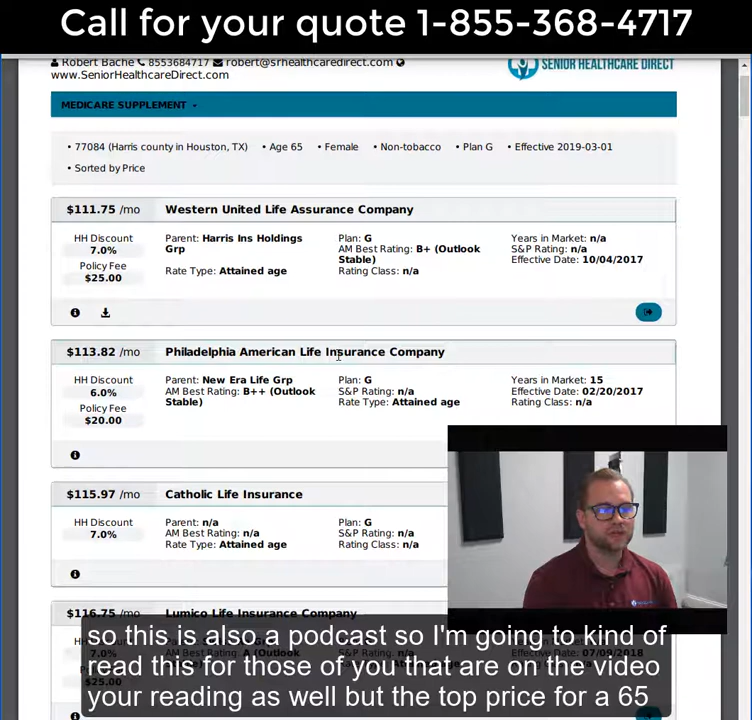 Call for your quote 1-855-368-4717
Robert Bache 8553684717 robert@srhealthcaredirect.com
www.SeniorHealthcareDirect.com
SENIOR HEALTHCARE DIRECT
MEDICARE SUPPLEMENT
• 77084 (Harris county in Houston, TX) • Age 65 • Female • Non-tobacco • Plan G • Effective 2019-03-01
• Sorted by Price
$111.75 /mo Western United Life Assurance Company
HH Discount Parent: Harris Ins Holdings Plan: G Years in Market: n/a
7.0% Grp AM Best Rating: B+ (Outlook S&P Rating: n/a
Policy Fee Stable) Effective Date: 10/04/2017
$25.00 Rate Type: Attained age Rating Class: n/a
$113.82 /mo Philadelphia American Life Insurance Company
HH Discount Parent: New Era Life Grp Plan: G Years in Market: 15
6.0% AM Best Rating: B++ (Outlook S&P Rating: n/a Effective Date: 02/20/2017
Policy Fee Stable) Rate Type: Attained age Rating Class: n/a
$20.00
$115.97 /mo Catholic Life Insurance
HH Discount Parent: n/a Plan: G
7.0% AM Best Rating: n/a S&P Rating: n/a
Rate Type: Attained age Rating Class: n/a
$116.75 /mo Lumico Life Insurance Company
so this is also a podcast so I'm going to kind of
read this for those of you that are on the video
your reading as well but the top price for a 65